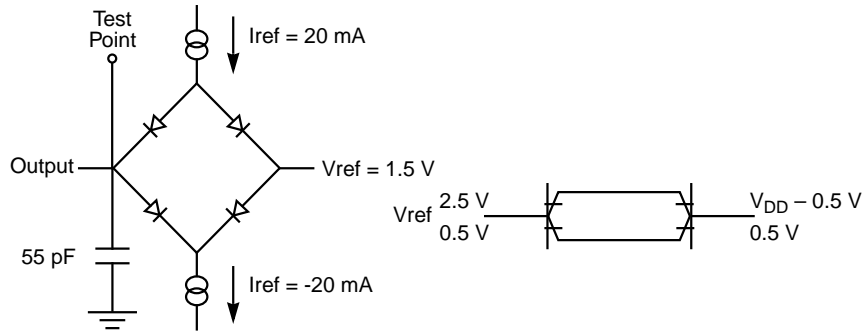 Test
Point
Iref = 20 mA
Output
Vref = 1.5 V
55 pF
Iref = -20 mA
Vref
2.5 V
0.5 V
V_DD – 0.5 V
0.5 V